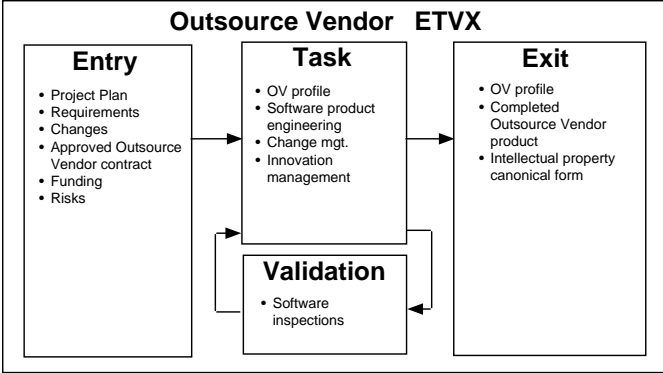 Outsource Vendor ETVX
Entry
• Project Plan
• Requirements
• Changes
• Approved Outsource
Vendor contract
• Funding
• Risks
Task
• OV profile
• Software product
engineering
• Change mgt.
• Innovation
management
Validation
• Software
inspections
Exit
• OV profile
• Completed
Outsource Vendor
product
• Intellectual property
canonical form